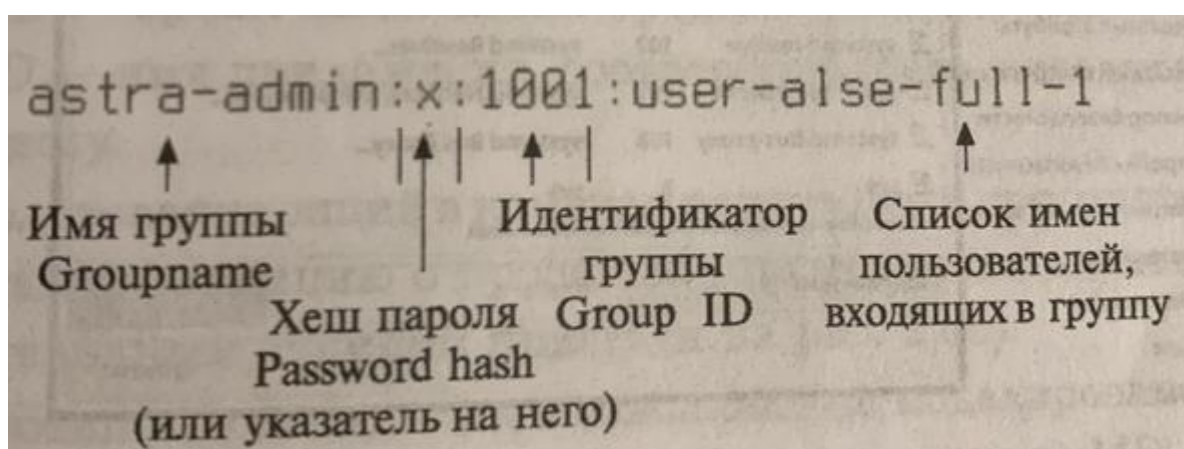 astra-admin:x:1001:user-alse-full-1
Имя группы
Groupname
Хеш пароля
Password hash
(или указатель на него)
Идентификатор
группы
Group ID
Список имен
пользователей,
входящих в группу